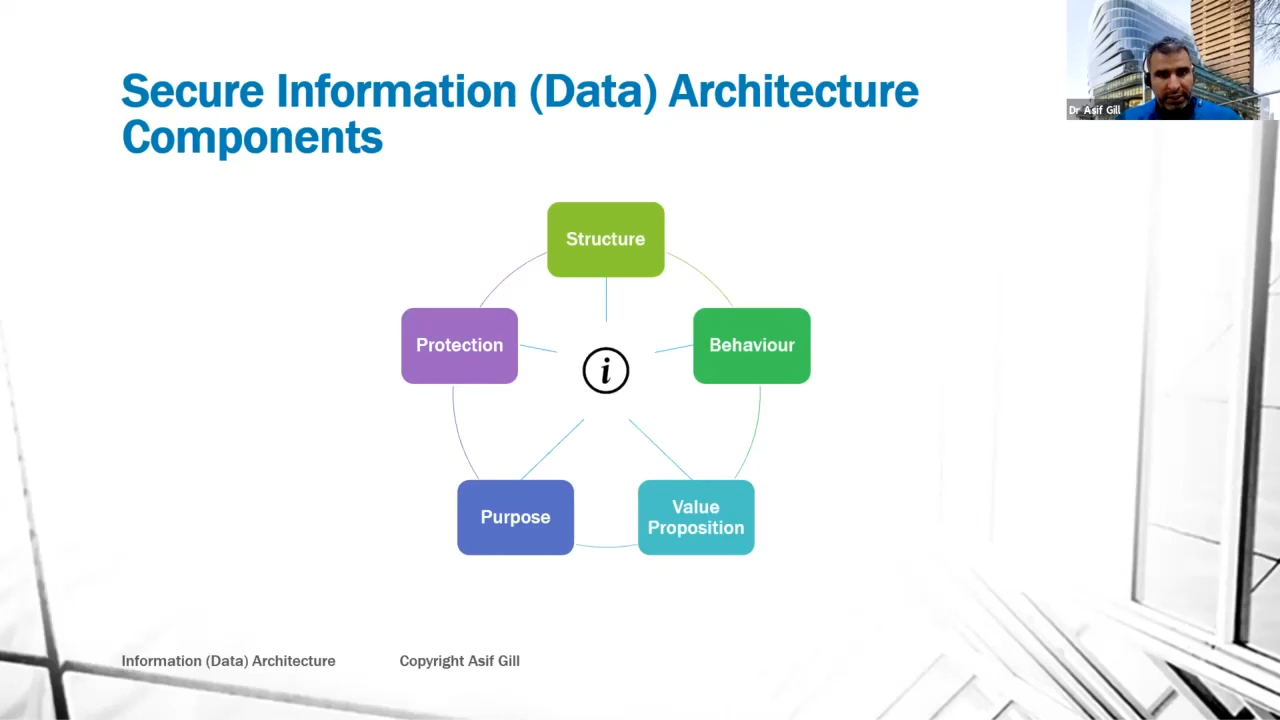 Secure Information (Data) Architecture
Components
Dr Asif Gill
Structure
Protection
Behaviour
i
Purpose
Value
Proposition
Information (Data) Architecture
Copyright Asif Gill